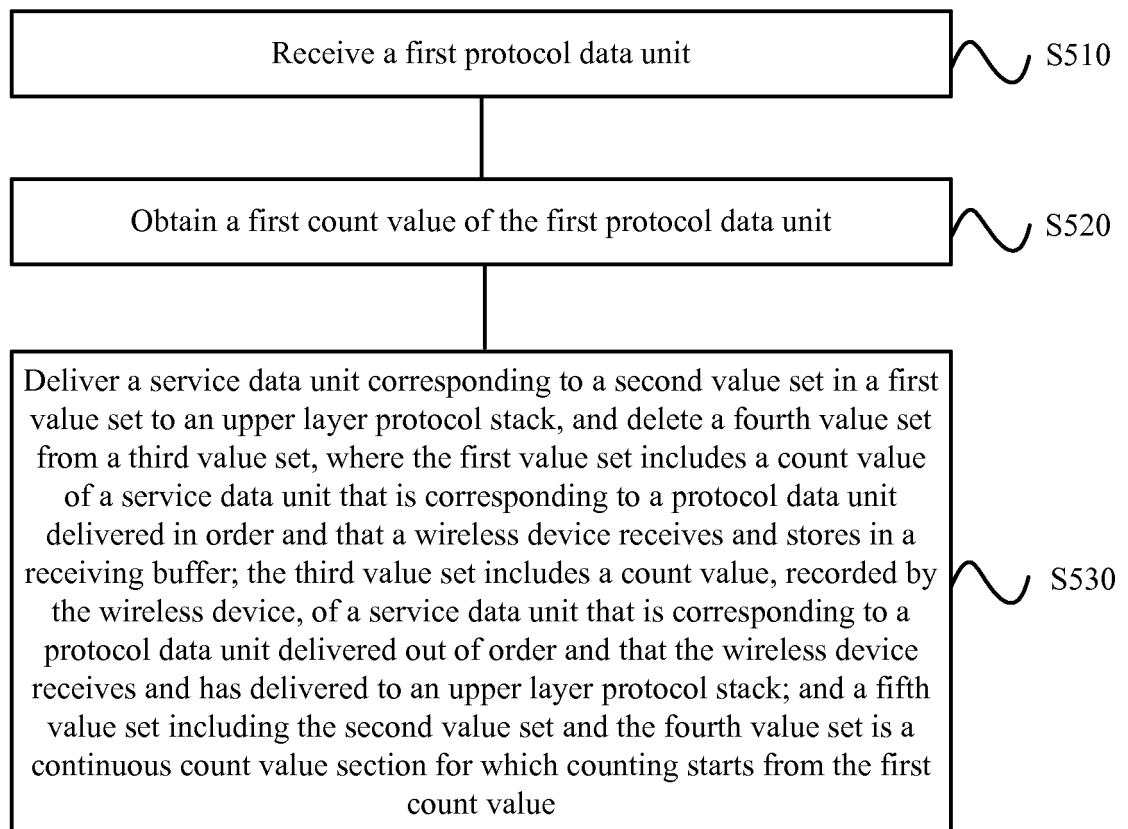 Receive a first protocol data unit
S510
Obtain a first count value of the first protocol data unit
S520
Deliver a service data unit corresponding to a second value set in a first
value set to an upper layer protocol stack, and delete a fourth value set
from a third value set, where the first value set includes a count value
of a service data unit that is corresponding to a protocol data unit
delivered in order and that a wireless device receives and stores in a
receiving buffer; the third value set includes a count value, recorded by
the wireless device, of a service data unit that is corresponding to a
protocol data unit delivered out of order and that the wireless device
receives and has delivered to an upper layer protocol stack; and a fifth
value set including the second value set and the fourth value set is a
continuous count value section for which counting starts from the first
count value
S530